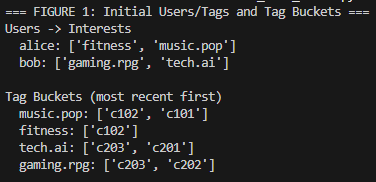 === FIGURE 1: Initial Users/Tags and Tag Buckets ===
Users -> Interests
  alice: ['fitness', 'music.pop']
  bob: ['gaming.rpg', 'tech.ai']

Tag Buckets (most recent first)
  music.pop: ['c102', 'c101']
  fitness: ['c102']
  tech.ai: ['c203', 'c201']
  gaming.rpg: ['c203', 'c202']